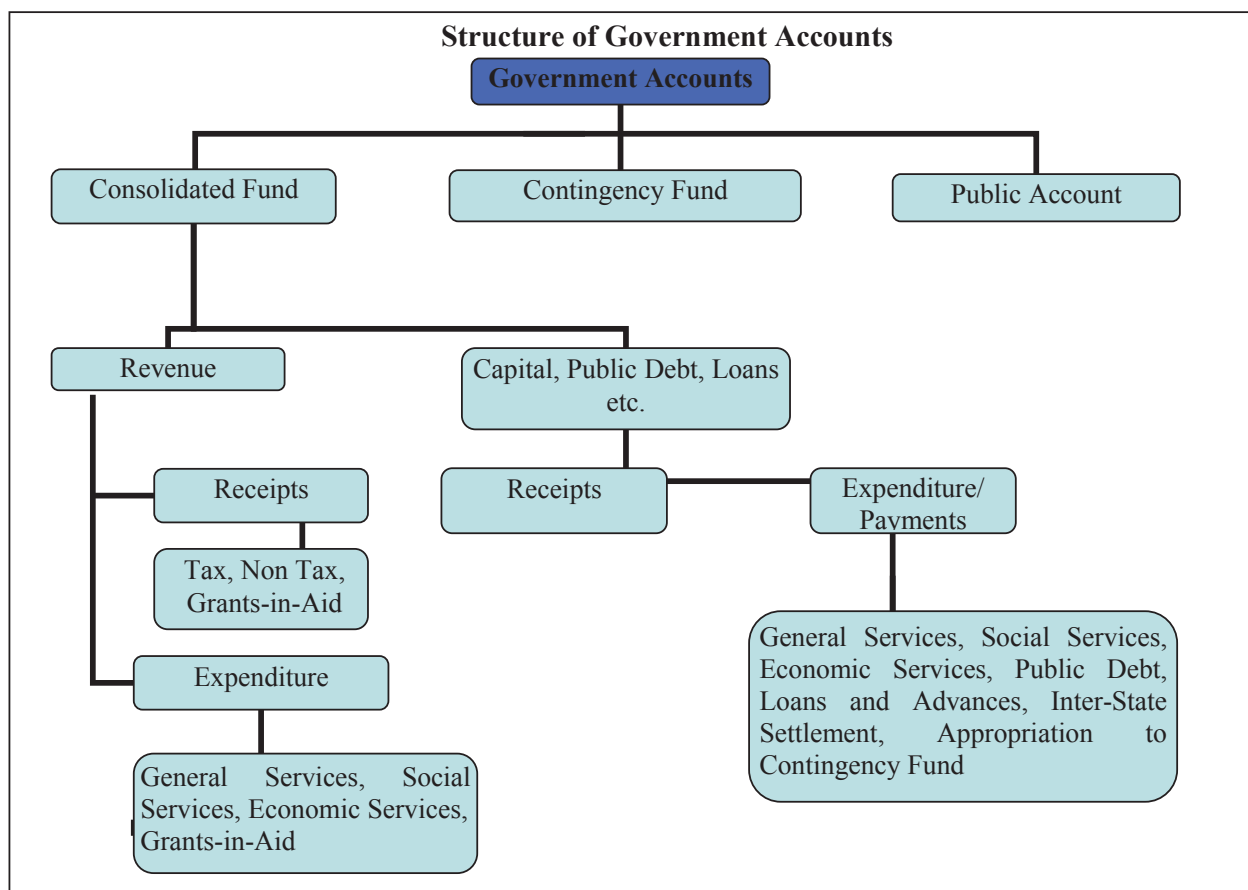 Structure of Government Accounts
Government Accounts
Consolidated Fund
Contingency Fund
Public Account
Revenue
Capital, Public Debt, Loans
etc.
Receipts
Receipts
Expenditure/
Payments
Tax, Non Tax,
Grants-in-Aid
Expenditure
General Services, Social Services,
Economic Services, Public Debt,
Loans and Advances, Inter-State
Settlement, Appropriation to
Contingency Fund
General Services, Social
Services, Economic Services,
Grants-in-Aid